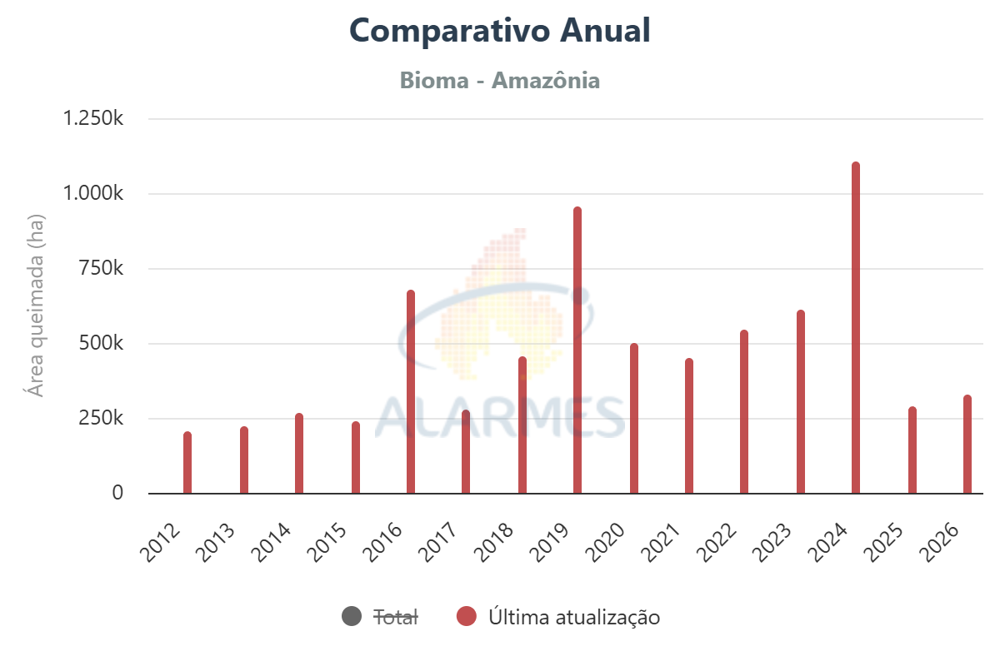 Comparativo Anual
Bioma - Amazônia
1.250k
1.000k
750k
500k
250k
0
Área queimada (ha)
ALARMES
2012 2013 2014 2015 2016 2017 2018 2019 2020 2021 2022 2023 2024 2025 2026
Total Última atualização